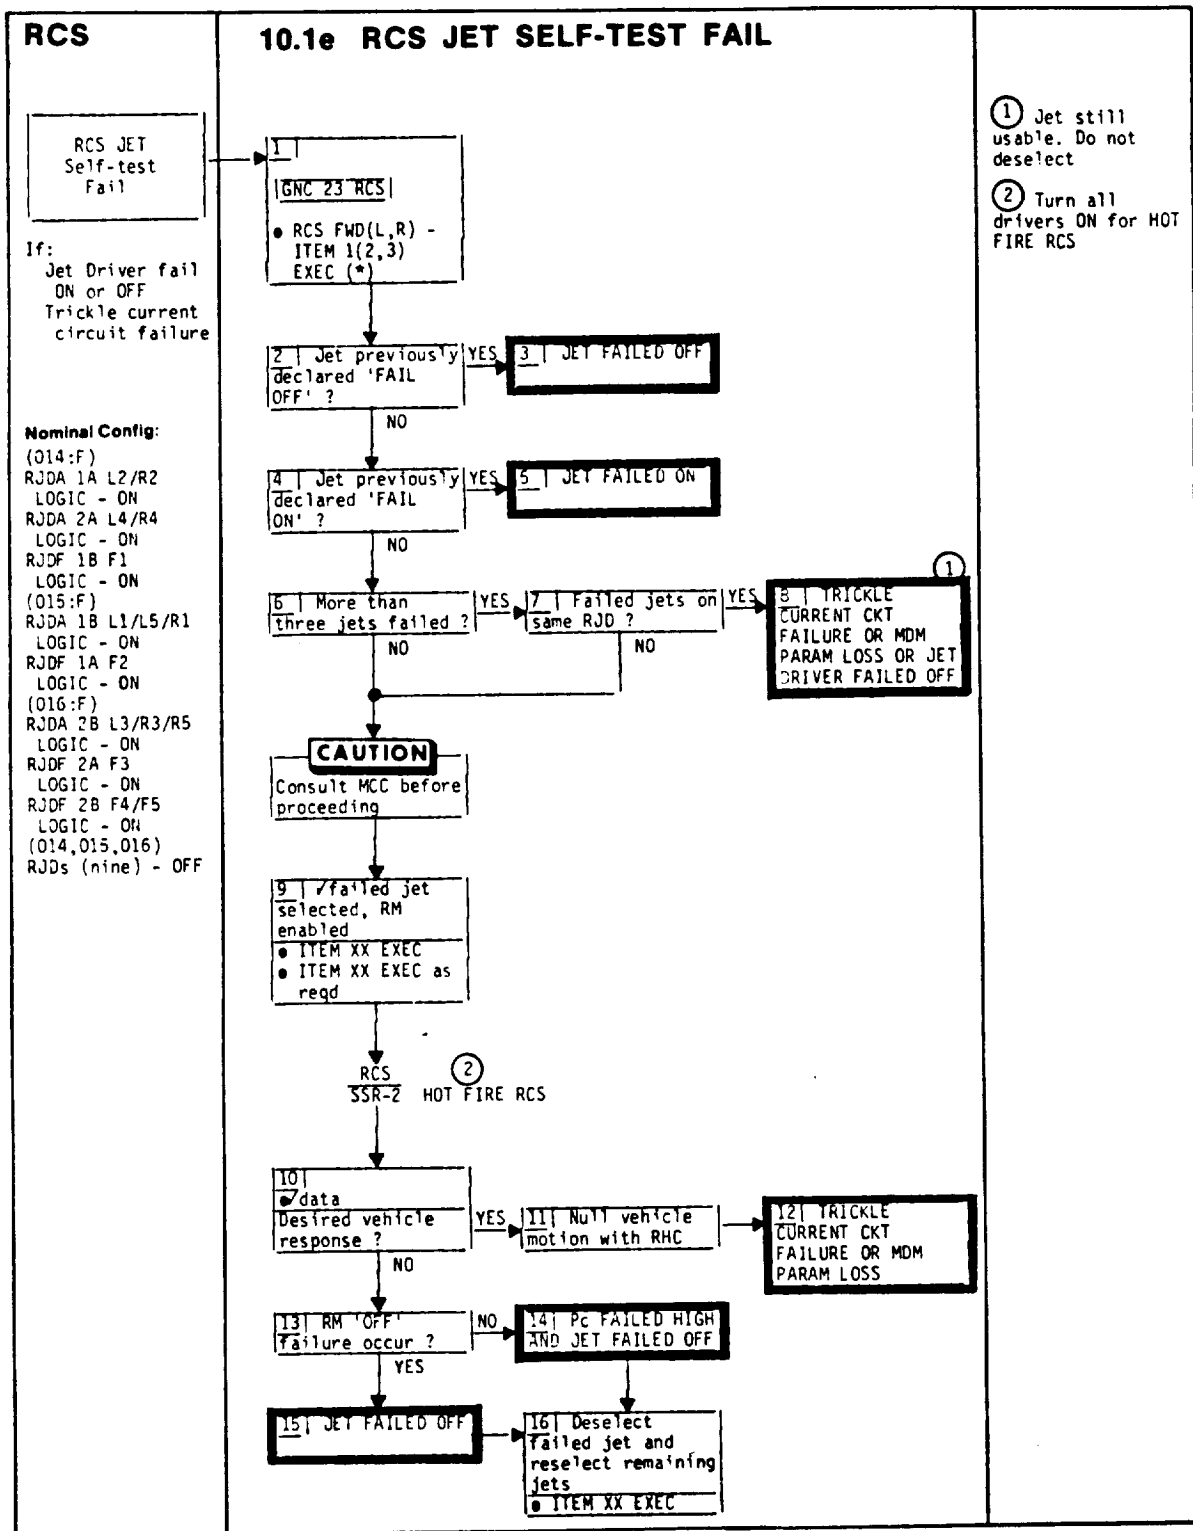 RCS
10.1e RCS JET SELF-TEST FAIL
RCS JET
Self-test
Fail
If:
Jet Driver fail
ON or OFF
Trickle current
circuit failure
Nominal Config:
(014:F)
RJDA 1A L2/R2
LOGIC - ON
RJDA 2A L4/R4
LOGIC - ON
RJDF 1B F1
LOGIC - ON
(015:F)
RJDA 1B L1/L5/R1
LOGIC - ON
RJDF 1A F2
LOGIC - ON
(016:F)
RJDA 2B L3/R3/R5
LOGIC - ON
RJDF 2A F3
LOGIC - ON
RJDF 2B F4/F5
LOGIC - ON
(014,015,016)
RJDs (nine) - OFF
1
GNC 23 RCS
● RCS FWD(L,R) -
ITEM 1(2,3)
EXEC (*)
2 Jet previously
declared 'FAIL
OFF' ?
YES
NO
3 JET FAILED OFF
4 Jet previously
declared 'FAIL
ON' ?
YES
NO
5 JET FAILED ON
6 More than
three jets failed ?
YES
NO
7 Failed jets on
same RJD ?
YES
NO
1
8 TRICKLE
CURRENT CKT
FAILURE OR MDM
PARAM LOSS OR JET
DRIVER FAILED OFF
CAUTION
Consult MCC before
proceeding
9 √failed jet
selected, RM
enabled
● ITEM XX EXEC
● ITEM XX EXEC as
reqd
RCS
SSR-2
2
HOT FIRE RCS
10
●√data
Desired vehicle
response ?
YES
NO
11 Null vehicle
motion with RHC
12 TRICKLE
CURRENT CKT
FAILURE OR MDM
PARAM LOSS
13 RM 'OFF'
failure occur ?
NO
YES
14 Pc FAILED HIGH
AND JET FAILED OFF
15 JET FAILED OFF
16 Deselect
failed jet and
reselect remaining
jets
● ITEM XX EXEC
1 Jet still
usable. Do not
deselect
2 Turn all
drivers ON for HOT
FIRE RCS